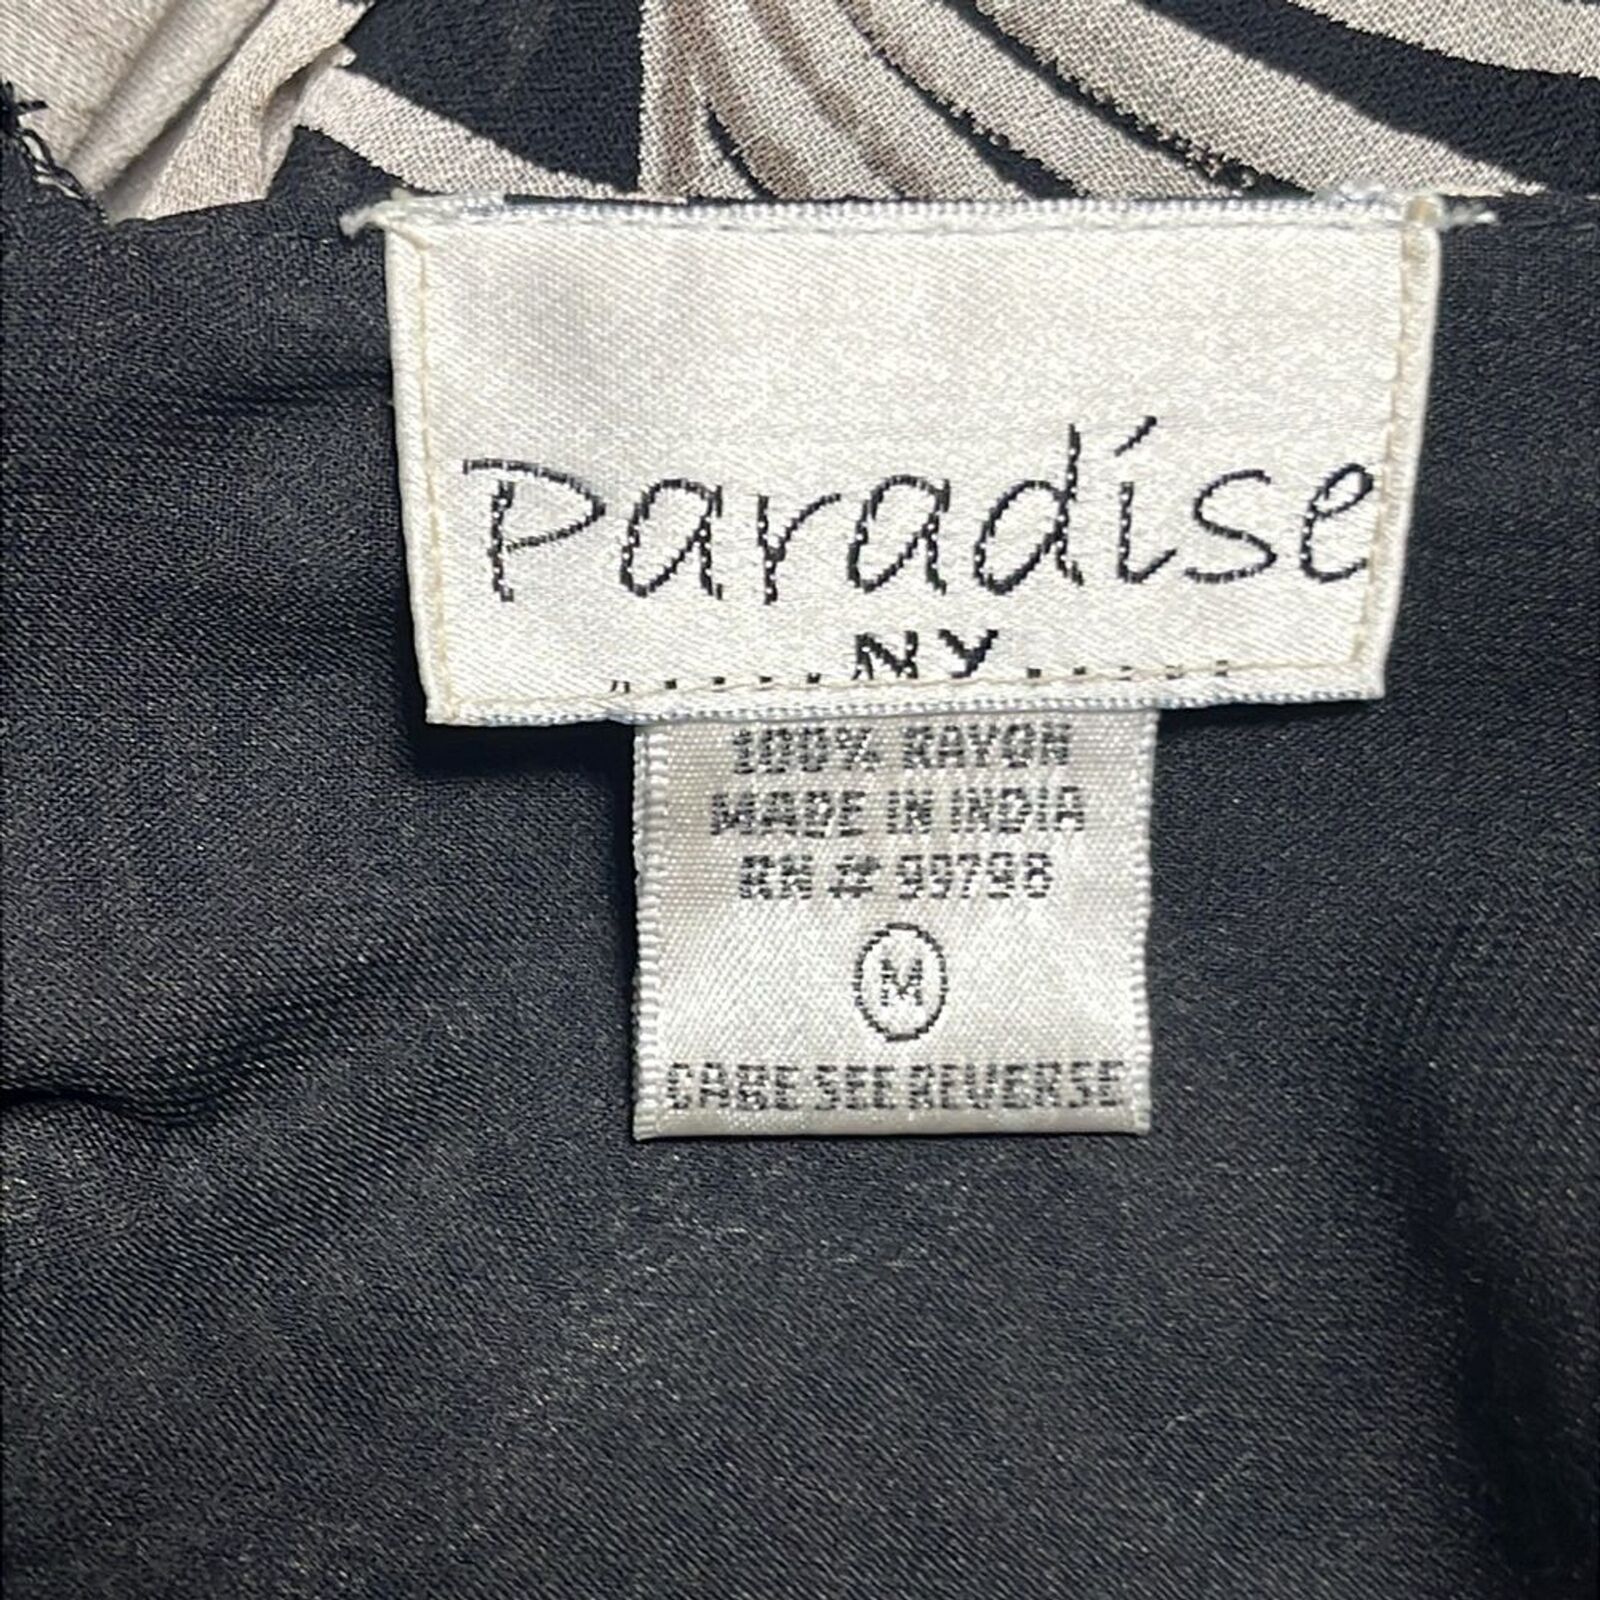 Paradise
.....NY.....
100% RAYON
MADE IN INDIA
RN # 99798
M
CARE SEE REVERSE